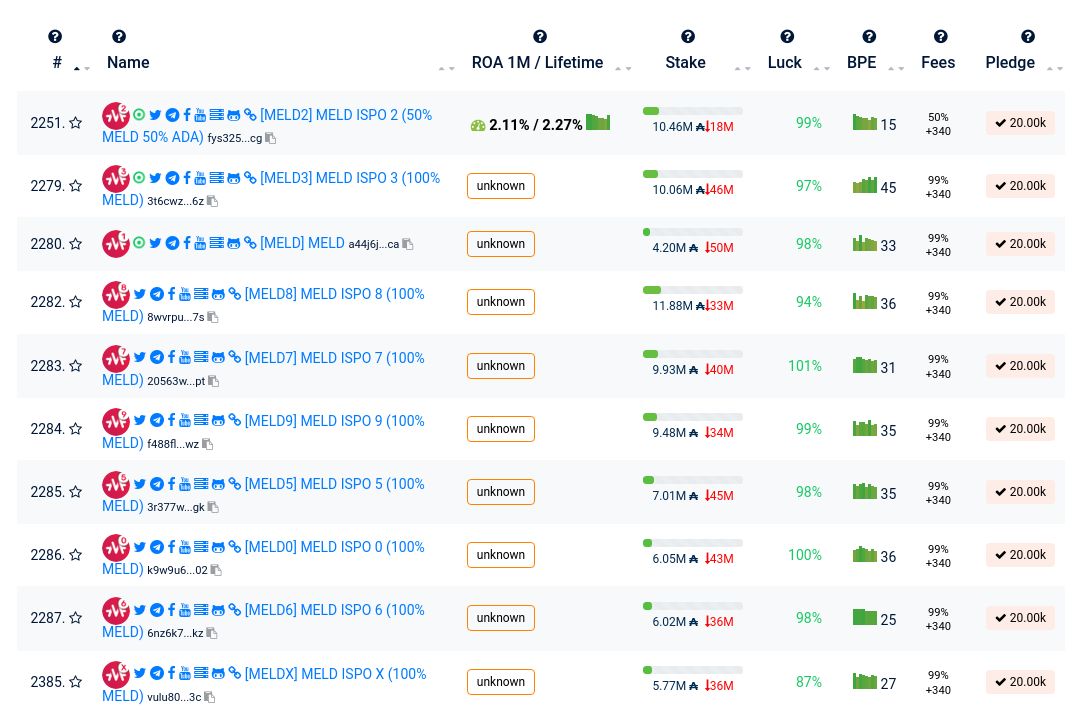 # Name ROA 1M / Lifetime Stake Luck BPE Fees Pledge
2251. [MELD2] MELD ISPO 2 (50%
MELD 50% ADA) fys325...cg 2.11% / 2.27% 10.46M ₳ 18M 99% 15 50% +340 20.00k
2279. [MELD3] MELD ISPO 3 (100%
MELD) 3t6cwz...6z unknown 10.06M ₳ 46M 97% 45 99% +340 20.00k
2280. [MELD] MELD a44j6j...ca unknown 4.20M ₳ 50M 98% 33 99% +340 20.00k
2282. [MELD8] MELD ISPO 8 (100%
MELD) 8wvrpu...7s unknown 11.88M ₳ 33M 94% 36 99% +340 20.00k
2283. [MELD7] MELD ISPO 7 (100%
MELD) 20563w...pt unknown 9.93M ₳ 40M 101% 31 99% +340 20.00k
2284. [MELD9] MELD ISPO 9 (100%
MELD) f488fl...wz unknown 9.48M ₳ 34M 99% 35 99% +340 20.00k
2285. [MELD5] MELD ISPO 5 (100%
MELD) 3r377w...gk unknown 7.01M ₳ 45M 98% 35 99% +340 20.00k
2286. [MELD0] MELD ISPO 0 (100%
MELD) k9w9u6...02 unknown 6.05M ₳ 43M 100% 36 99% +340 20.00k
2287. [MELD6] MELD ISPO 6 (100%
MELD) 6nz6k7...kz unknown 6.02M ₳ 36M 98% 25 99% +340 20.00k
2385. [MELDX] MELD ISPO X (100%
MELD) vulu80...3c unknown 5.77M ₳ 36M 87% 27 99% +340 20.00k